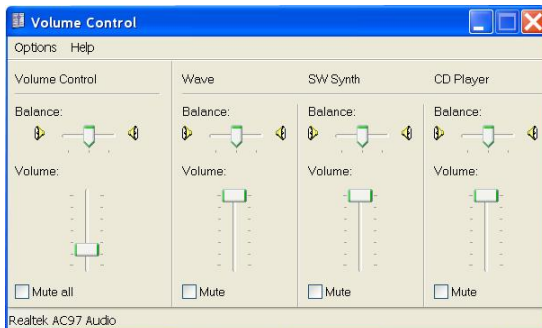 Volume Control
Options Help
Volume Control Wave SW Synth CD Player
Balance: Balance: Balance: Balance:
Volume: Volume: Volume: Volume:
Mute all Mute Mute Mute
Realtek AC97 Audio